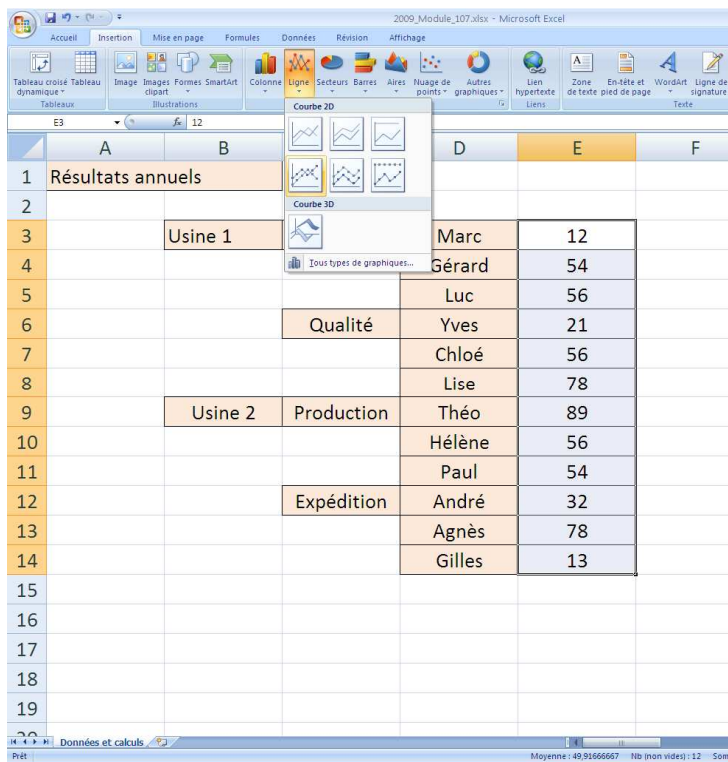 2009_Module_107.xlsx - Microsoft Excel
Accueil Insertion Mise en page Formules Données Révision Affichage
Tableau croisé dynamique Tableau Image Images clipart Formes SmartArt Colonne Ligne Secteurs Barres Aires Nuage de points Autres graphiques Lien hypertexte Zone de texte En-tête et pied de page WordArt Ligne de signature
Tableaux Illustrations Liens Texte
E3 fx 12
Courbe 2D
Courbe 3D
Tous types de graphiques...
A B D E F
1 Résultats annuels
2
3 Usine 1 Marc 12
4 Gérard 54
5 Luc 56
6 Qualité Yves 21
7 Chloé 56
8 Lise 78
9 Usine 2 Production Théo 89
10 Hélène 56
11 Paul 54
12 Expédition André 32
13 Agnès 78
14 Gilles 13
15
16
17
18
19
Données et calculs
Prêt Moyenne : 49,91666667 Nb (non vides) : 12 Som